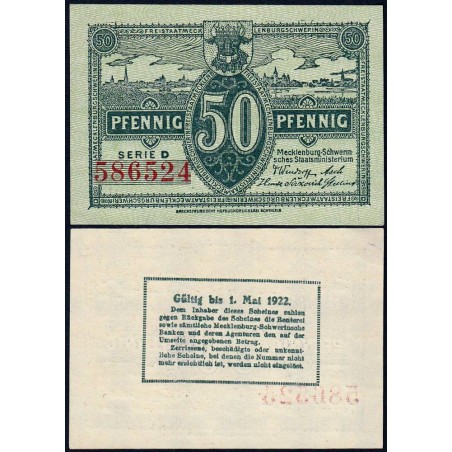 50 FREISTAAT MECKLENBURG SCHWERIN 50
PFENNIG 50 PFENNIG
SERIE D
586524
Mecklenburg-Schwerin-
sches Staatsministerium
Gültig bis 1. Mai 1922.
Dem Inhaber dieses Scheines zahlen
gegen Rückgabe des Scheines die Renterei
sowie sämtliche Mecklenburg-Schwerinsche
Banken und deren Agenturen den auf der
Umseite angegebenen Betrag.
Zerrissene, beschädigte oder unkennt-
liche Scheine, bei denen die Nummer nicht
mehr ersichtlich ist, werden nicht eingelöst.